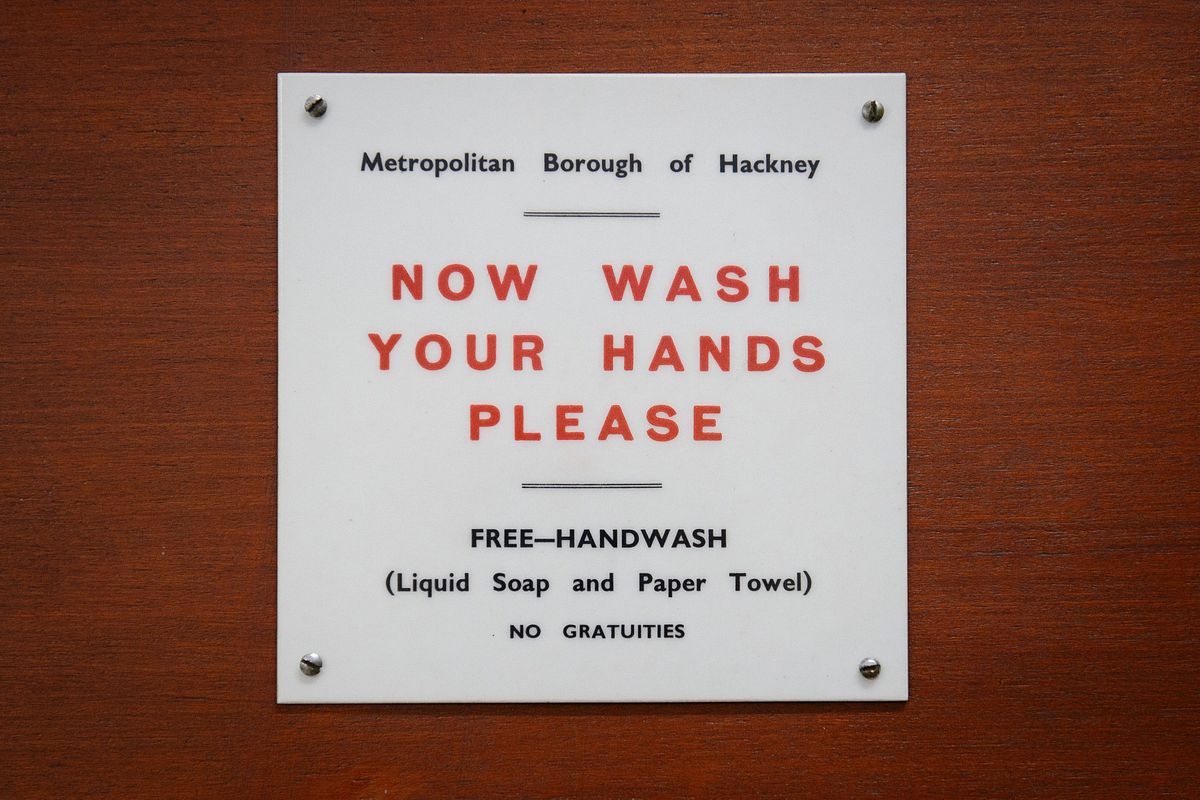 Metropolitan Borough of Hackney
NOW WASH
YOUR HANDS
PLEASE
FREE—HANDWASH
(Liquid Soap and Paper Towel)
NO GRATUITIES